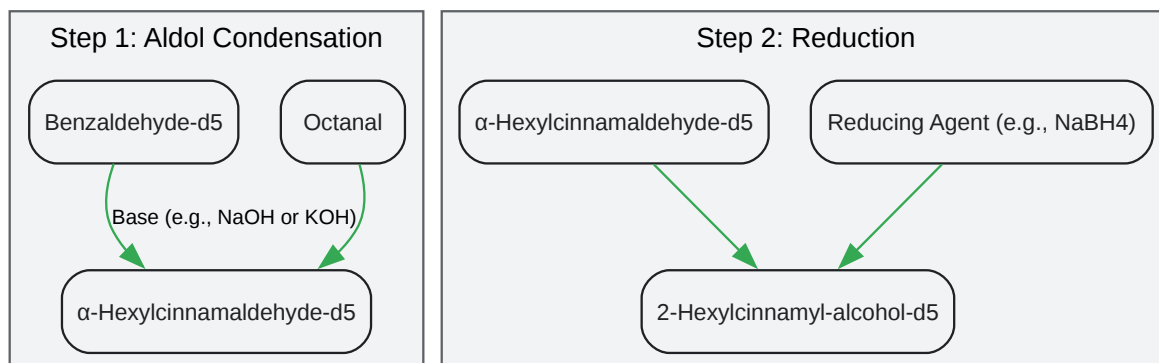 Step 1: Aldol Condensation
Benzaldehyde-d5
Octanal
Base (e.g., NaOH or KOH)
α-Hexylcinnamaldehyde-d5
Step 2: Reduction
α-Hexylcinnamaldehyde-d5
Reducing Agent (e.g., NaBH4)
2-Hexylcinnamyl-alcohol-d5